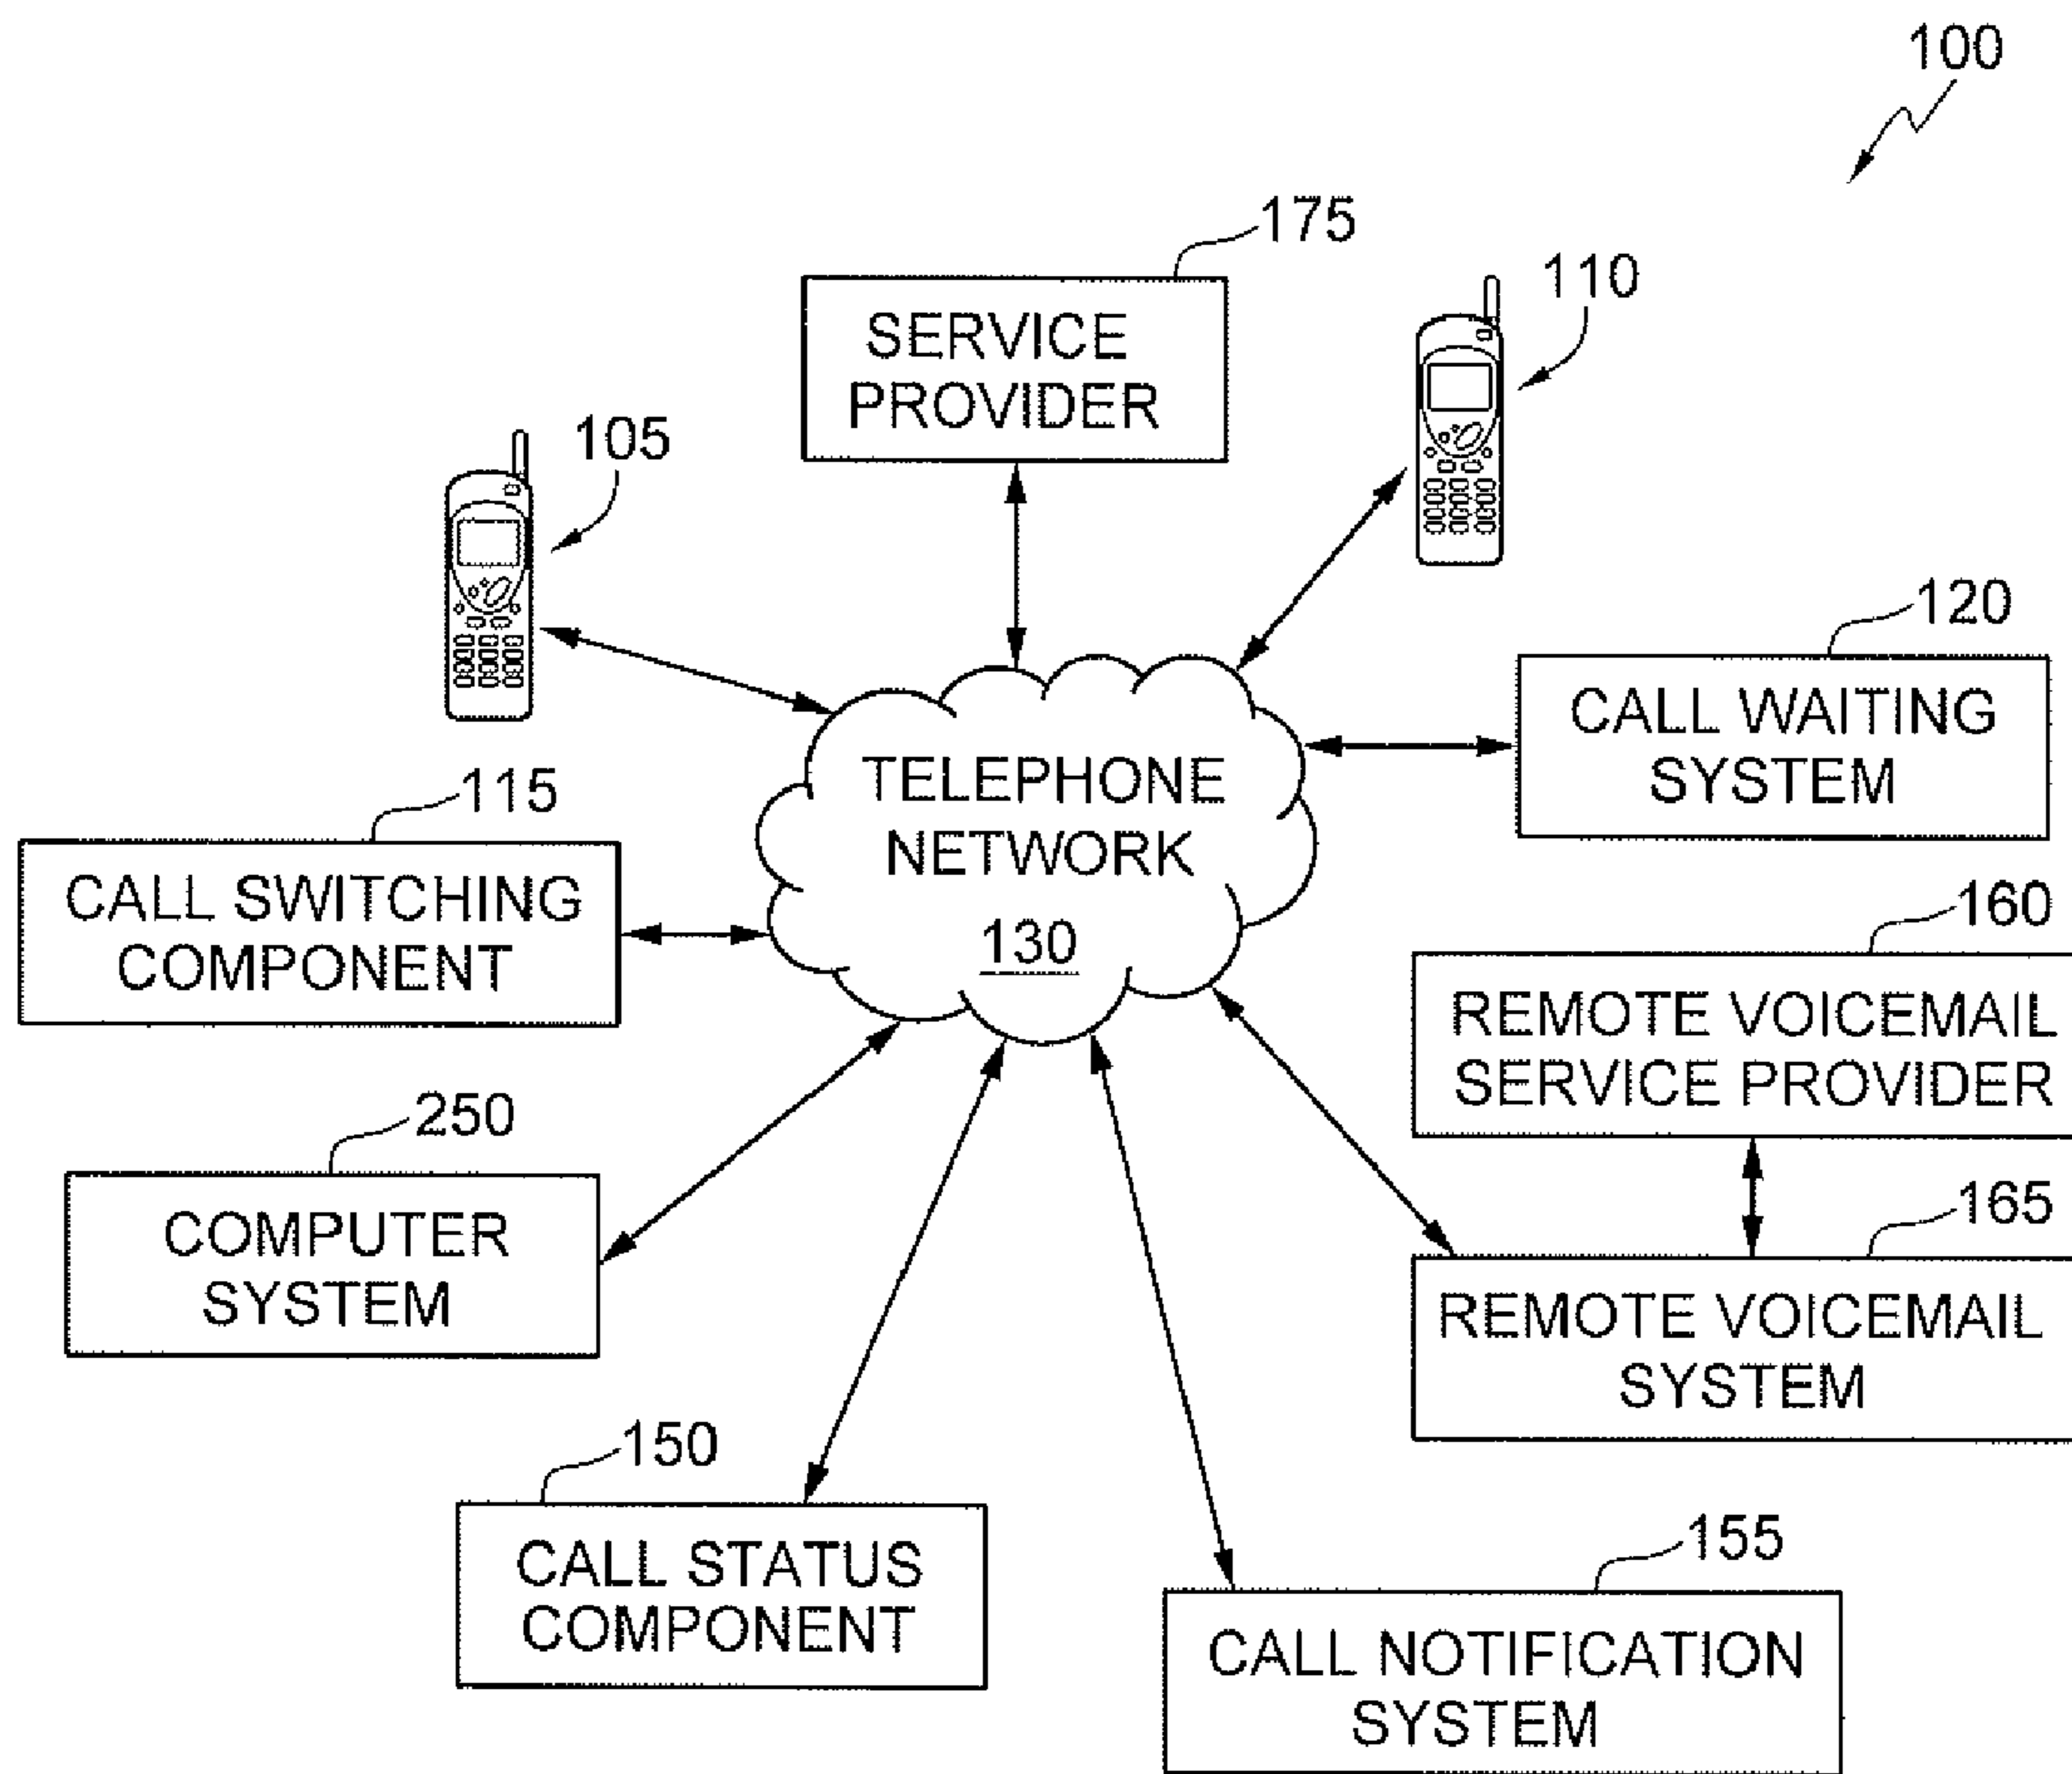 100
175
SERVICE
PROVIDER
110
105
120
CALL WAITING
SYSTEM
TELEPHONE
NETWORK
130
115
CALL SWITCHING
COMPONENT
160
REMOTE VOICEMAIL
SERVICE PROVIDER
250
COMPUTER
SYSTEM
165
REMOTE VOICEMAIL
SYSTEM
150
CALL STATUS
COMPONENT
155
CALL NOTIFICATION
SYSTEM